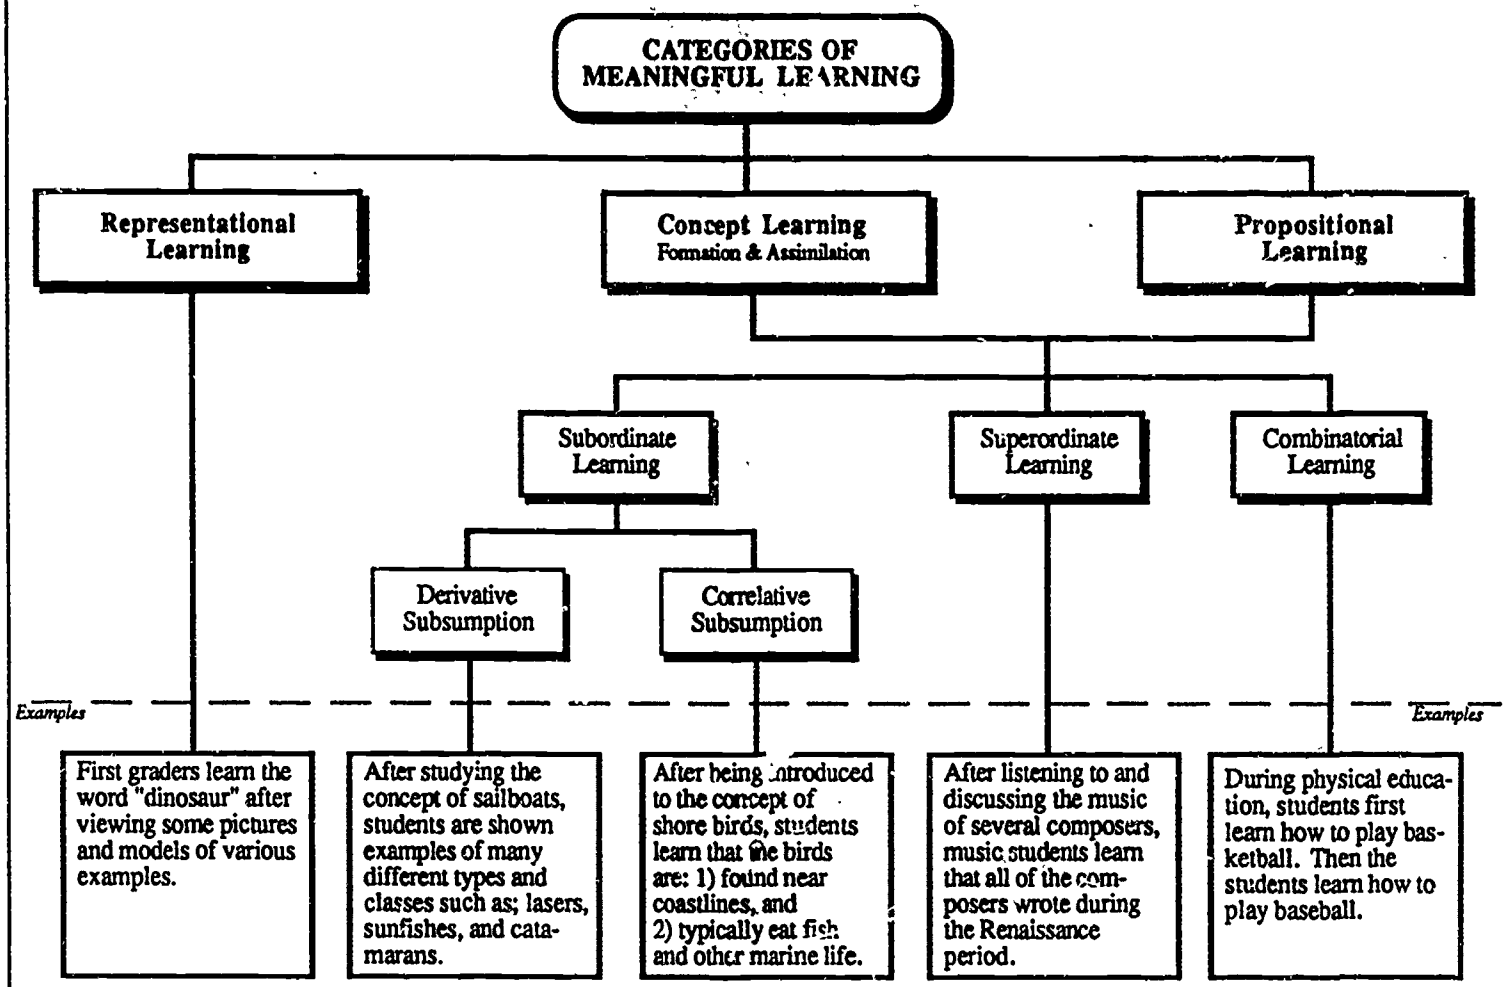 CATEGORIES OF
MEANINGFUL LEARNING
Representational
Learning
Concept Learning
Formation & Assimilation
Propositional
Learning
Subordinate
Learning
Superordinate
Learning
Combinatorial
Learning
Derivative
Subsumption
Correlative
Subsumption
Examples
Examples
First graders learn the
word "dinosaur" after
viewing some pictures
and models of various
examples.
After studying the
concept of sailboats,
students are shown
examples of many
different types and
classes such as; lasers,
sunfishes, and cata-
marans.
After being introduced
to the concept of
shore birds, students
learn that the birds
are: 1) found near
coastlines, and
2) typically eat fish
and other marine life.
After listening to and
discussing the music
of several composers,
music students learn
that all of the com-
posers wrote during
the Renaissance
period.
During physical educa-
tion, students first
learn how to play bas-
ketball. Then the
students learn how to
play baseball.